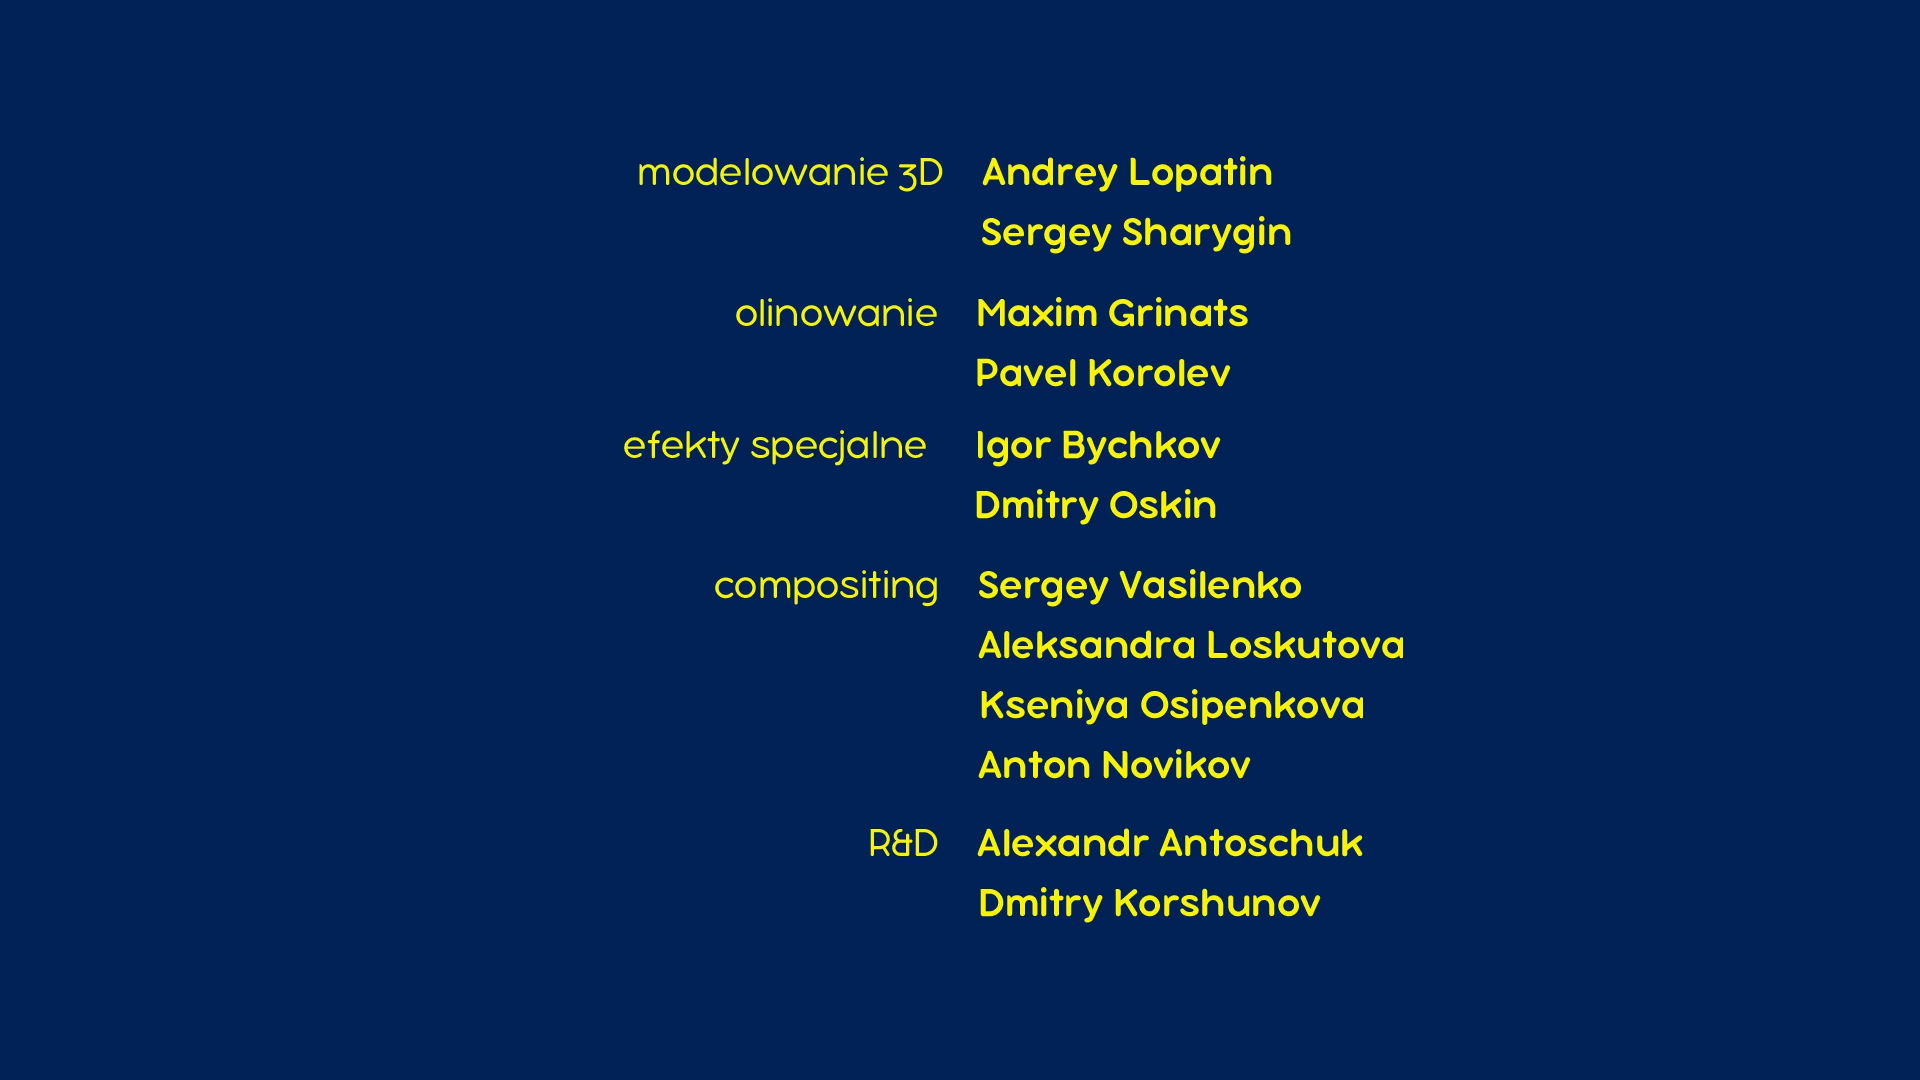 modelowanie 3D Andrey Lopatin
Sergey Sharygin
olinowanie Maxim Grinats
Pavel Korolev
efekty specjalne Igor Bychkov
Dmitry Oskin
compositing Sergey Vasilenko
Aleksandra Loskutova
Kseniya Osipenkova
Anton Novikov
R&D Alexandr Antoschuk
Dmitry Korshunov